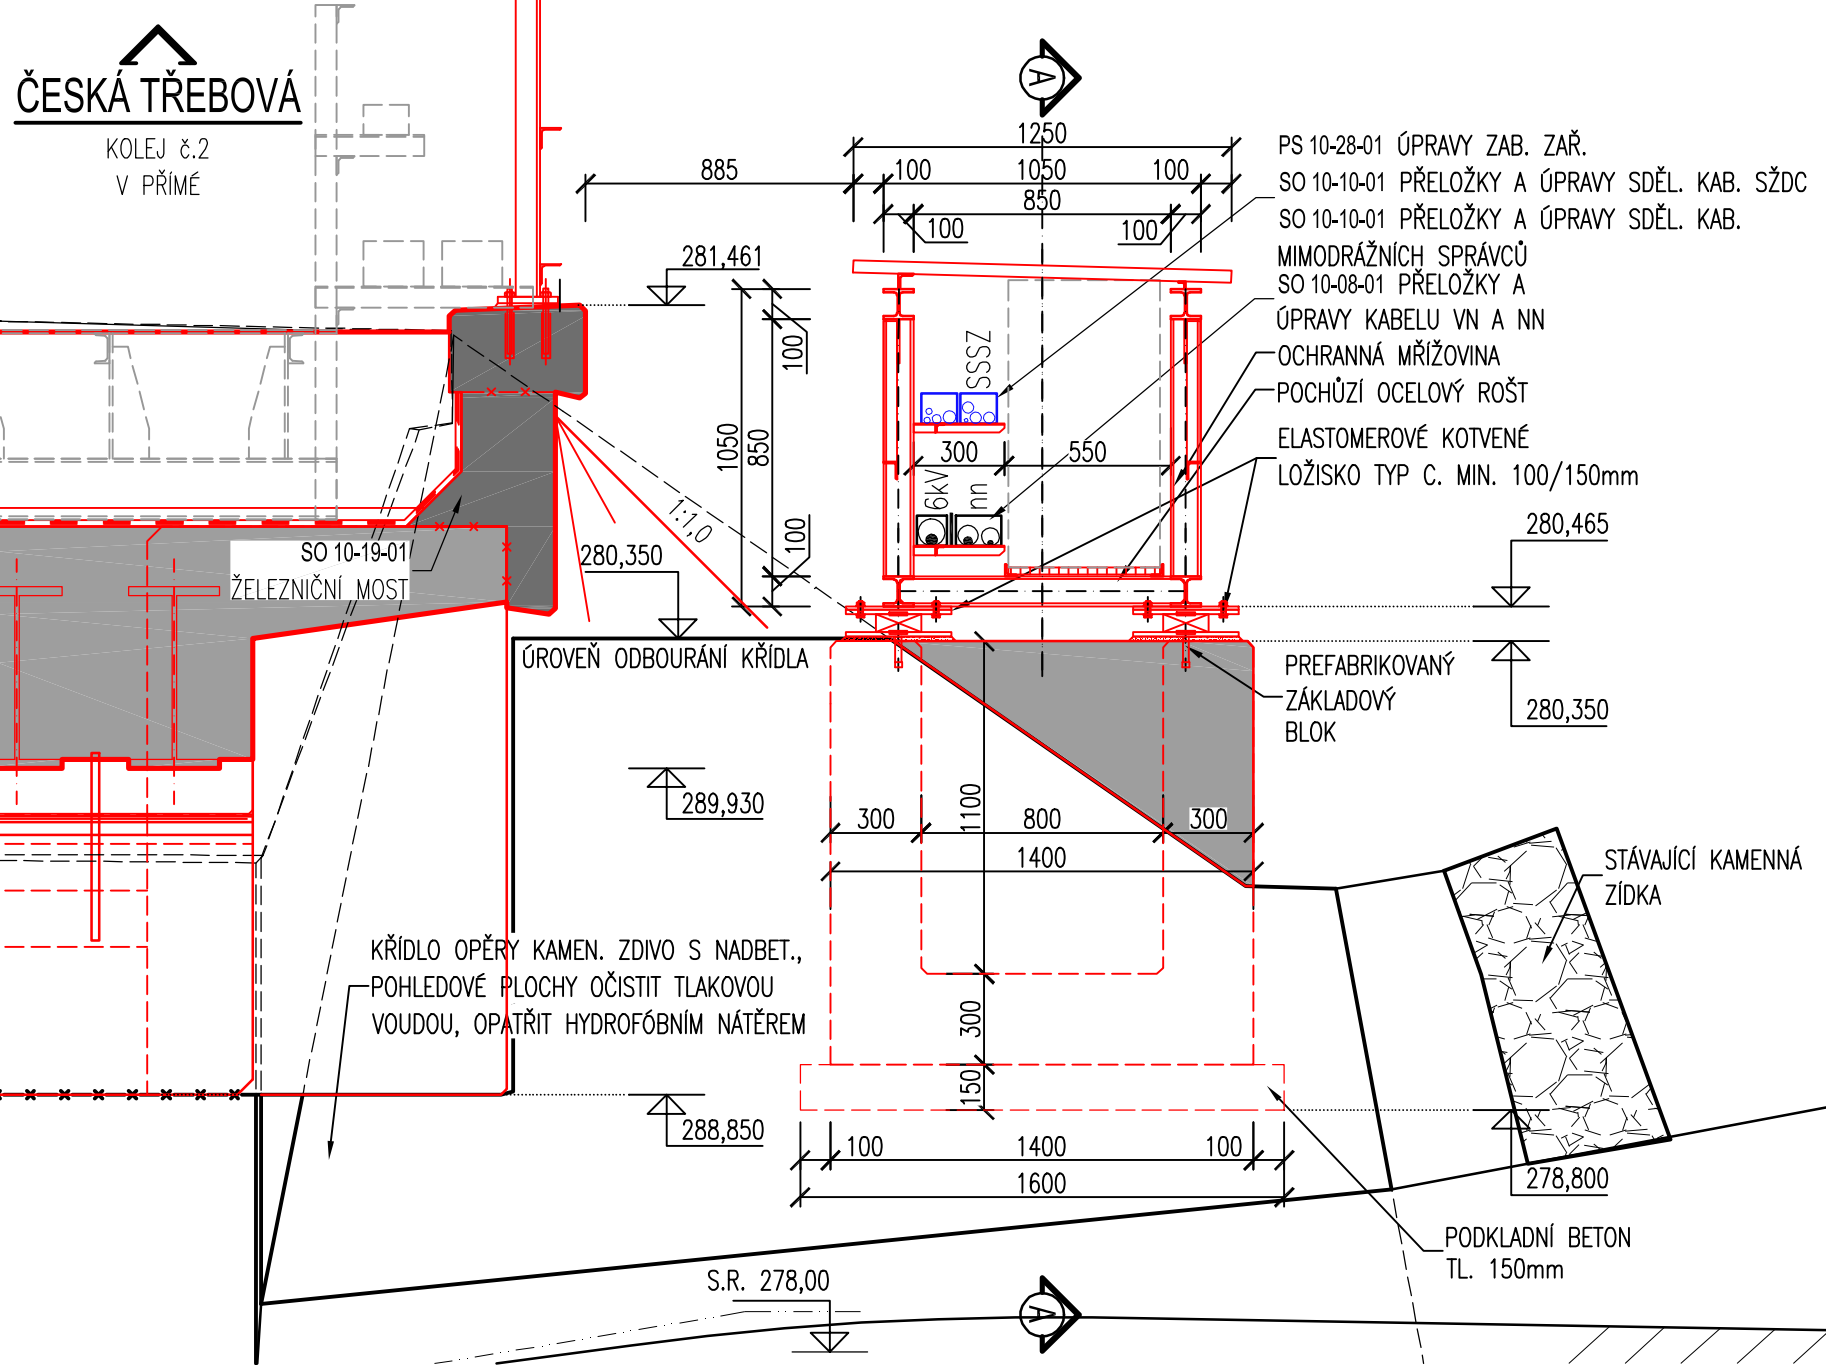 ČESKÁ TŘEBOVÁ
KOLEJ č.2
V PŘÍMÉ
A
1250
885
100
1050
100
850
100
100
PS 10-28-01 ÚPRAVY ZAB. ZAŘ.
SO 10-10-01 PŘELOŽKY A ÚPRAVY SDĚL. KAB. SŽDC
SO 10-10-01 PŘELOŽKY A ÚPRAVY SDĚL. KAB.
MIMODRÁŽNÍCH SPRÁVCŮ
SO 10-08-01 PŘELOŽKY A
ÚPRAVY KABELU VN A NN
OCHRANNÁ MŘÍŽOVINA
POCHŮZÍ OCELOVÝ ROŠT
ELASTOMEROVÉ KOTVENÉ
LOŽISKO TYP C. MIN. 100/150mm
281,461
100
1050
850
100
SSSZ
300
550
6kV
nn
1:1,0
280,465
280,350
SO 10-19-01
ŽELEZNIČNÍ MOST
280,350
ÚROVEŇ ODBOURÁNÍ KŘÍDLA
PREFABRIKOVANÝ
ZÁKLADOVÝ
BLOK
289,930
1100
300
800
300
1400
STÁVAJÍCÍ KAMENNÁ
ZÍDKA
KŘÍDLO OPĚRY KAMEN. ZDIVO S NADBET.,
POHLEDOVÉ PLOCHY OČISTIT TLAKOVOU
VOUDOU, OPATŘIT HYDROFÓBNÍM NÁTĚREM
300
150
288,850
100
1400
100
1600
278,800
PODKLADNÍ BETON
TL. 150mm
S.R. 278,00
A